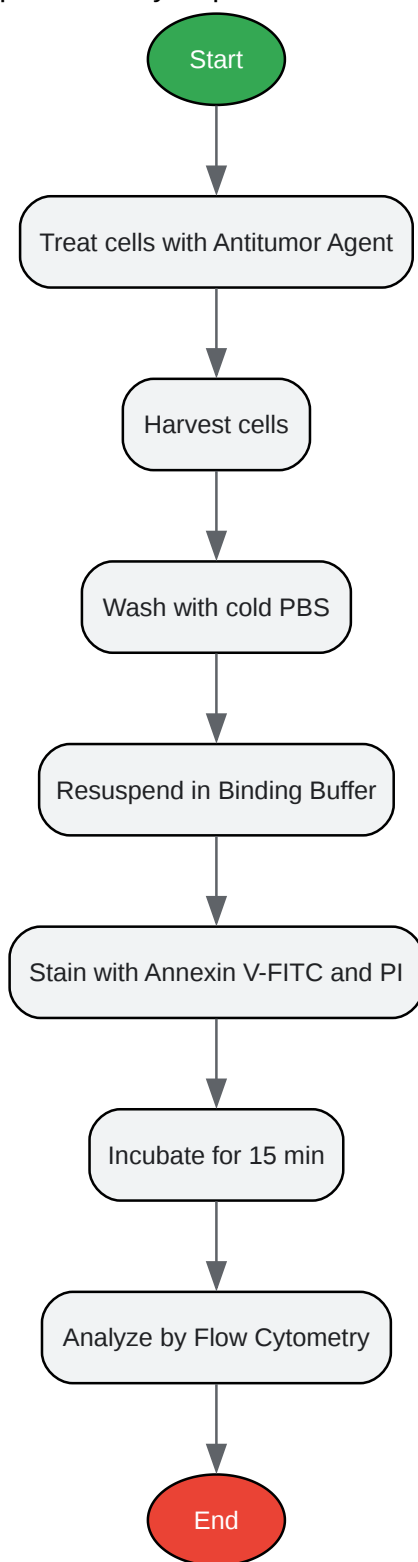 Start
Treat cells with Antitumor Agent
Harvest cells
Wash with cold PBS
Resuspend in Binding Buffer
Stain with Annexin V-FITC and PI
Incubate for 15 min
Analyze by Flow Cytometry
End